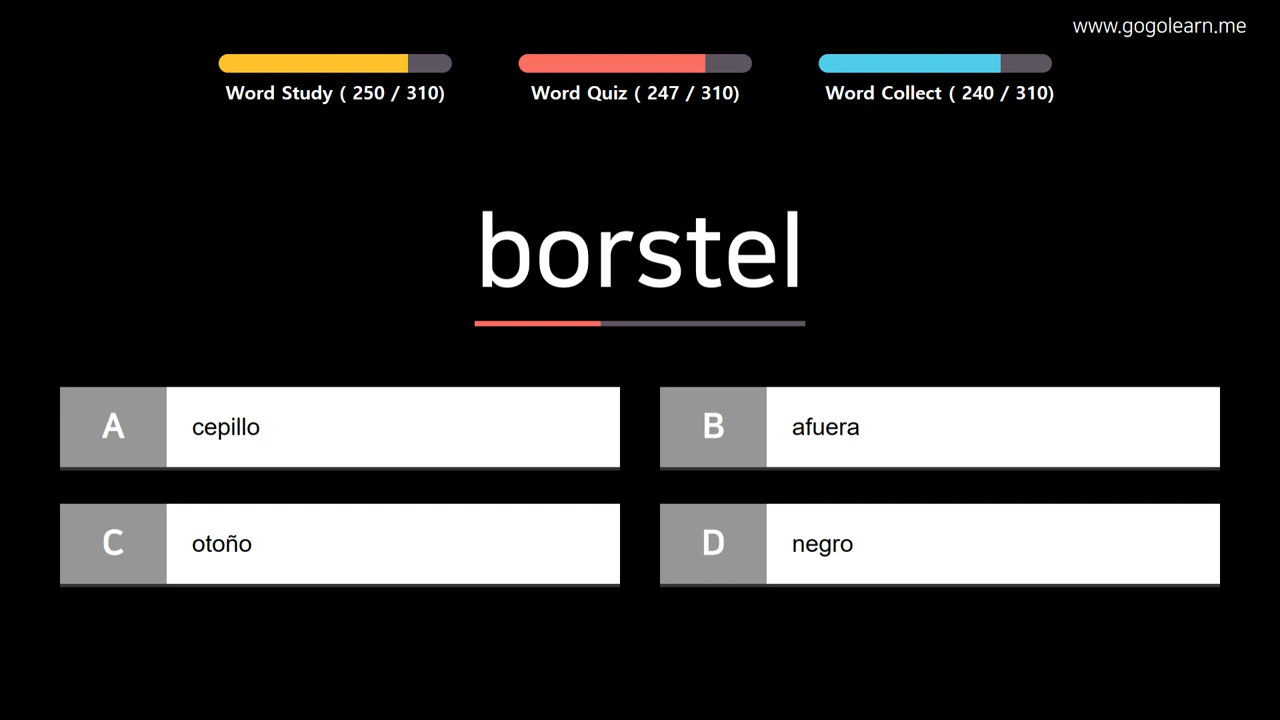 www.gogolearn.me
Word Study ( 250 / 310)
Word Quiz ( 247 / 310)
Word Collect ( 240 / 310)
borstel
A cepillo
B afuera
C otoño
D negro